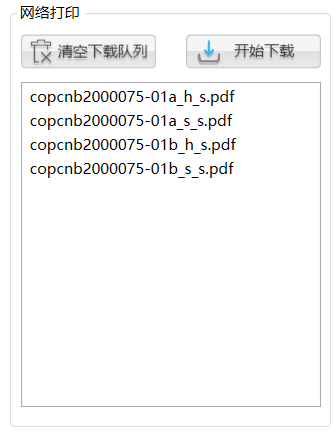 网络打印
清空下载队列
开始下载
copcnb2000075-01a_h_s.pdf
copcnb2000075-01a_s_s.pdf
copcnb2000075-01b_h_s.pdf
copcnb2000075-01b_s_s.pdf